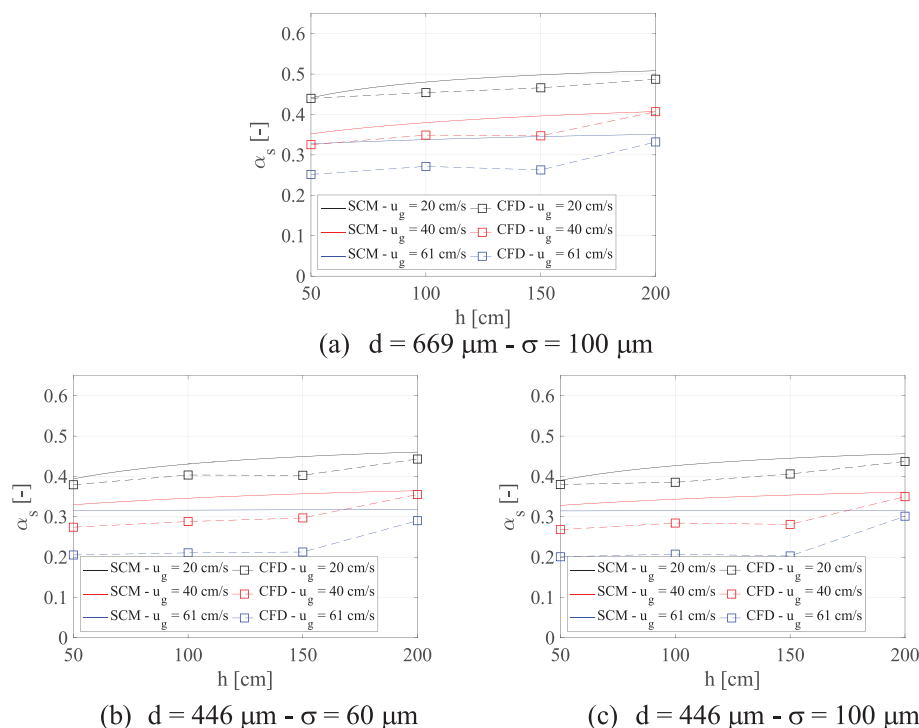 0.6
0.5
0.4
0.3
0.2
0.1
0
α_s [-]
SCM - u_g = 20 cm/s
CFD - u_g = 20 cm/s
SCM - u_g = 40 cm/s
CFD - u_g = 40 cm/s
SCM - u_g = 61 cm/s
CFD - u_g = 61 cm/s
50 100 150 200
h [cm]
(a) d = 669 μm - σ = 100 μm
0.6
0.5
0.4
0.3
0.2
0.1
0
α_s [-]
SCM - u_g = 20 cm/s
CFD - u_g = 20 cm/s
SCM - u_g = 40 cm/s
CFD - u_g = 40 cm/s
SCM - u_g = 61 cm/s
CFD - u_g = 61 cm/s
50 100 150 200
h [cm]
(b) d = 446 μm - σ = 60 μm
0.6
0.5
0.4
0.3
0.2
0.1
0
α_s [-]
SCM - u_g = 20 cm/s
CFD - u_g = 20 cm/s
SCM - u_g = 40 cm/s
CFD - u_g = 40 cm/s
SCM - u_g = 61 cm/s
CFD - u_g = 61 cm/s
50 100 150 200
h [cm]
(c) d = 446 μm - σ = 100 μm